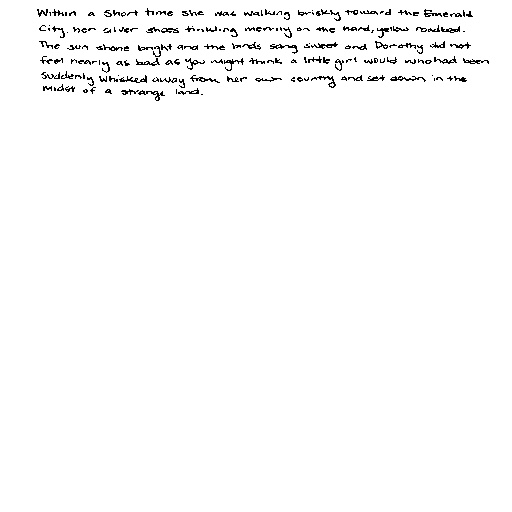 Within a short time she was walking briskly toward the Emerald
City, her silver shoes tinkling merrily on the hard, yellow roadbed.
The sun shone bright and the birds sang sweet and Dorothy did not
feel nearly as bad as you might think a little girl would who had been
suddenly whisked away from her own country and set down in the
midst of a strange land.